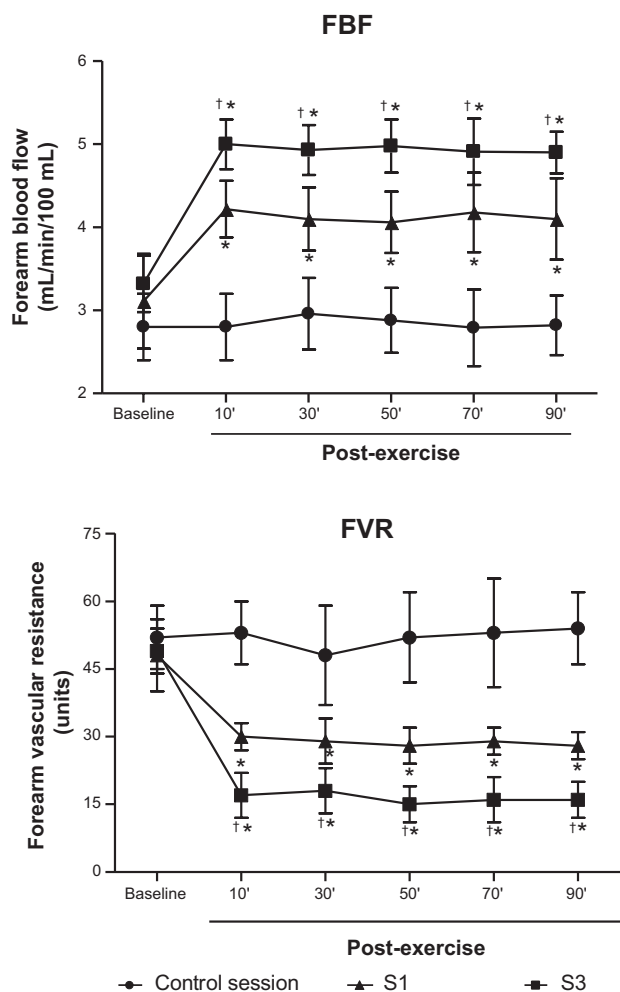 FBF
Forearm blood flow
(mL/min/100 mL)
6
5
4
3
2
†* †* †* †* †*
* * * * *
Baseline 10' 30' 50' 70' 90'
Post-exercise
FVR
Forearm vascular resistance
(units)
75
60
45
30
15
0
* * * * *
†* †* †* †* †*
Baseline 10' 30' 50' 70' 90'
Post-exercise
Control session S1 S3